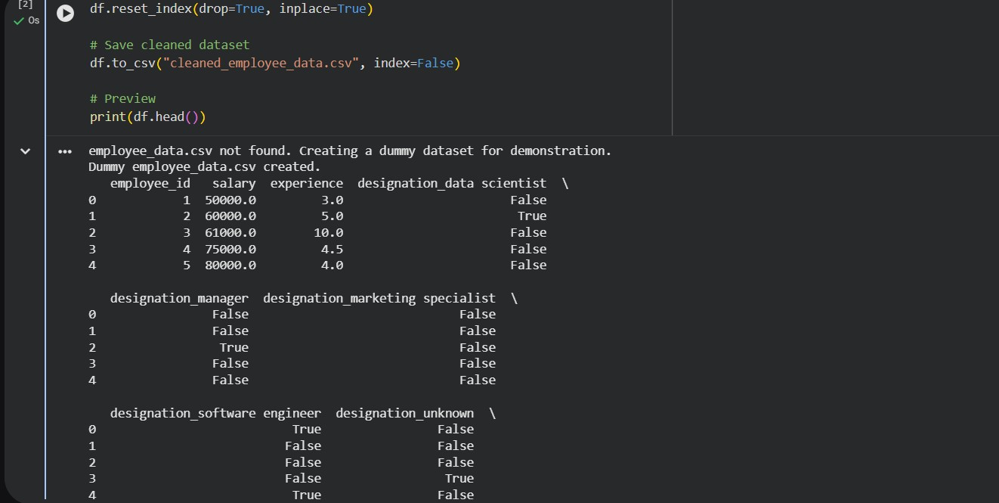 [2]
df.reset_index(drop=True, inplace=True)
0s
# Save cleaned dataset
df.to_csv("cleaned_employee_data.csv", index=False)
# Preview
print(df.head())
employee_data.csv not found. Creating a dummy dataset for demonstration.
Dummy employee_data.csv created.
employee_id salary experience designation_data scientist \
0 1 50000.0 3.0 False
1 2 60000.0 5.0 True
2 3 61000.0 10.0 False
3 4 75000.0 4.5 False
4 5 80000.0 4.0 False
designation_manager designation_marketing specialist \
0 False False
1 False False
2 True False
3 False False
4 False False
designation_software engineer designation_unknown \
0 True False
1 False False
2 False False
3 False True
4 True False